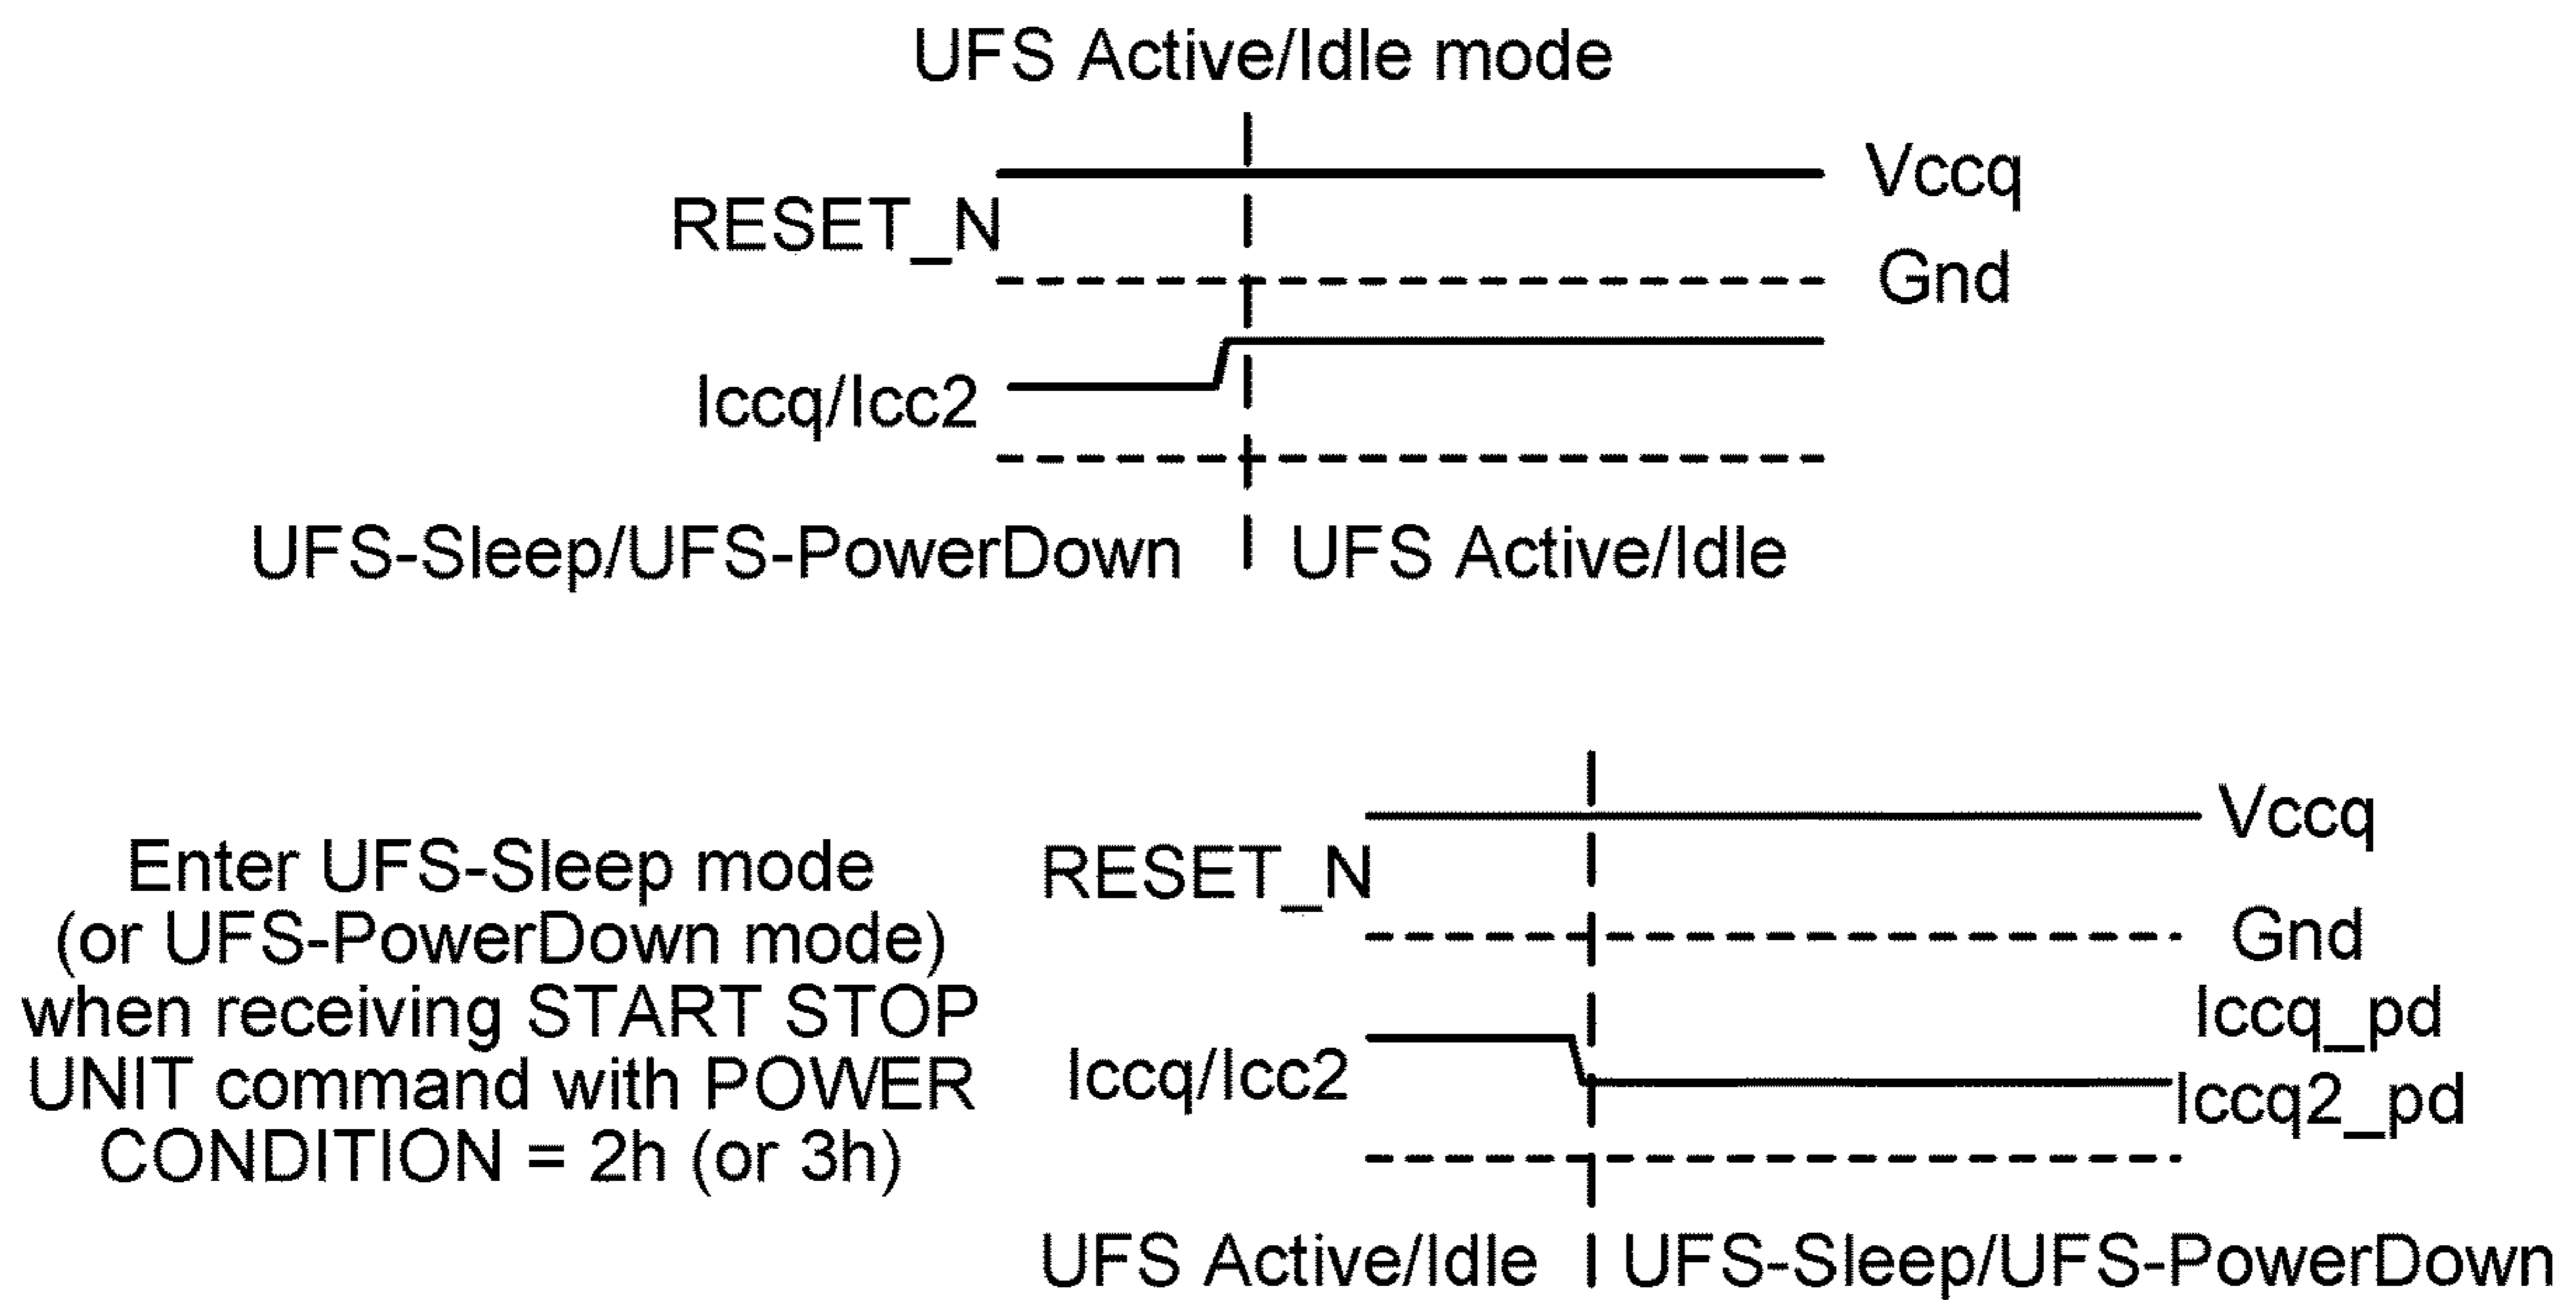 UFS Active/Idle mode
Vccq
RESET_N
Gnd
Iccq/Icc2
UFS-Sleep/UFS-PowerDown
UFS Active/Idle
Enter UFS-Sleep mode
(or UFS-PowerDown mode)
when receiving START STOP
UNIT command with POWER
CONDITION = 2h (or 3h)
Vccq
RESET_N
Gnd
Iccq_pd
Iccq/Icc2
Iccq2_pd
UFS Active/Idle
UFS-Sleep/UFS-PowerDown